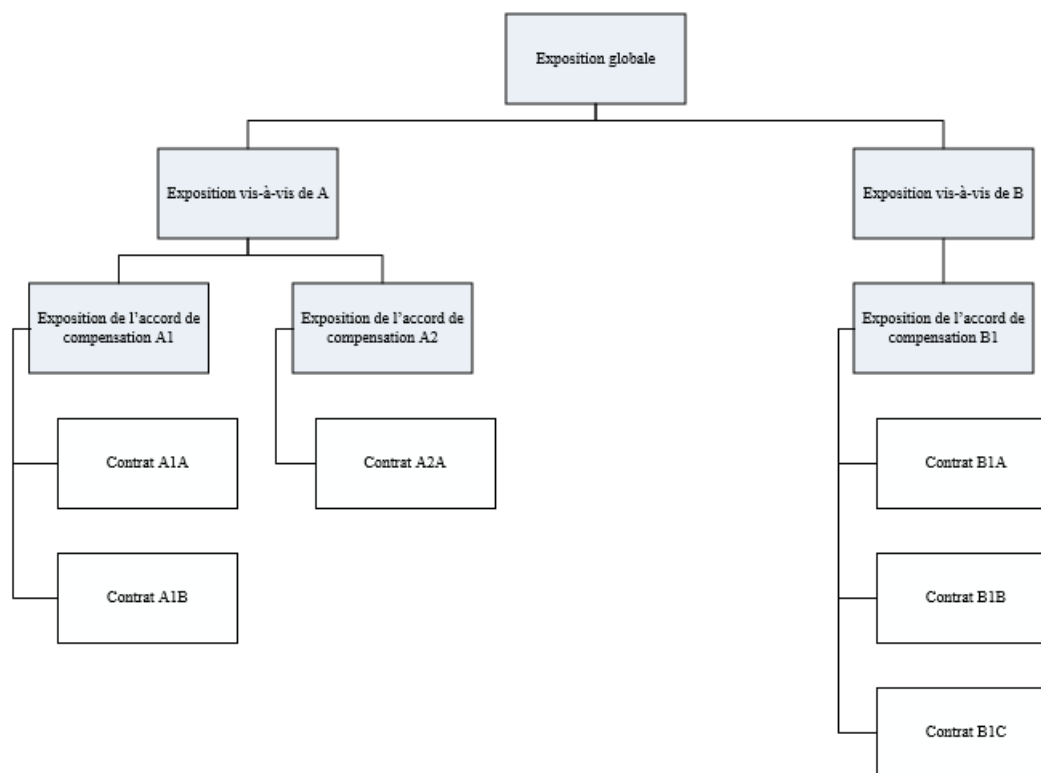 Exposition globale
Exposition vis-à-vis de A
Exposition vis-à-vis de B
Exposition de l’accord de
compensation A1
Exposition de l’accord de
compensation A2
Exposition de l’accord de
compensation B1
Contrat A1A
Contrat A2A
Contrat B1A
Contrat A1B
Contrat B1B
Contrat B1C